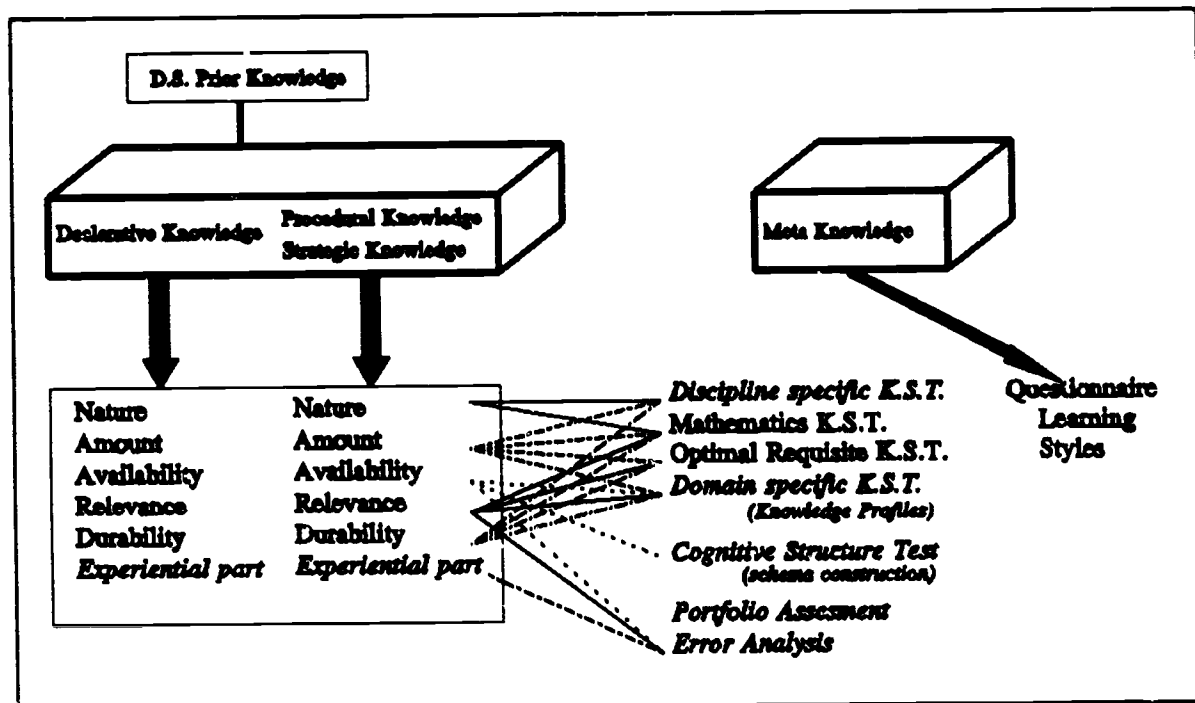 D.S. Prior Knowledge
Declarative Knowledge
Procedural Knowledge
Strategic Knowledge
Meta Knowledge
Nature
Amount
Availability
Relevance
Durability
Experiential part
Nature
Amount
Availability
Relevance
Durability
Experiential part
Discipline specific K.S.T.
Mathematics K.S.T.
Optimal Requisite K.S.T.
Domain specific K.S.T.
(Knowledge Profiles)
Cognitive Structure Test
(schema construction)
Portfolio Assesment
Error Analysis
Questionnaire
Learning
Styles